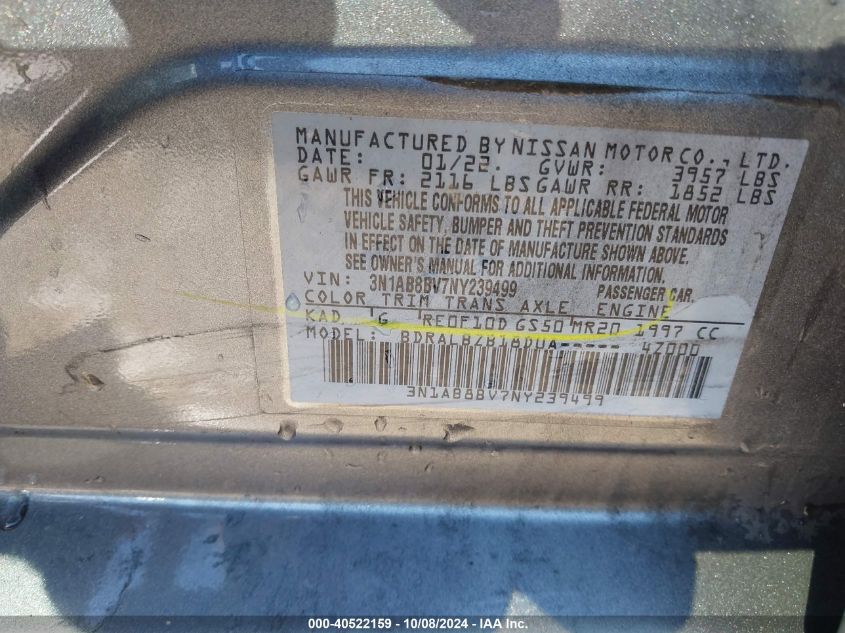 MANUFACTURED BY NISSAN MOTOR CO., LTD.
DATE: 01/22. GVWR: 3957 LBS
GAWR FR: 2116 LBS GAWR RR: 1852 LBS
THIS VEHICLE CONFORMS TO ALL APPLICABLE FEDERAL MOTOR
VEHICLE SAFETY, BUMPER AND THEFT PREVENTION STANDARDS
IN EFFECT ON THE DATE OF MANUFACTURE SHOWN ABOVE.
SEE OWNER'S MANUAL FOR ADDITIONAL INFORMATION.
VIN: 3N1AB8BV7NY239499 PASSENGER CAR.
COLOR TRIM TRANS AXLE ENGINE
KAD G RE0F10D GS50 MR20 1997 CC
MODEL: BDRALBZB18DUA----- 4Z000
3N1AB8BV7NY239499
000-40522159 - 10/08/2024 - IAA Inc.